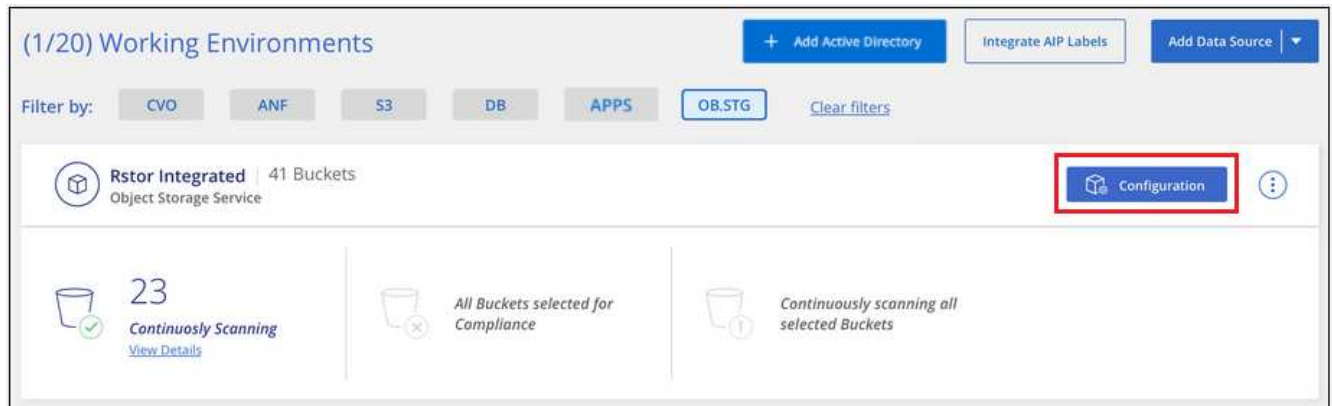 (1/20) Working Environments
+ Add Active Directory
Integrate AIP Labels
Add Data Source
Filter by:
CVO
ANF
S3
DB
APPS
OB.STG
Clear filters
Rstor Integrated | 41 Buckets
Object Storage Service
Configuration
23
Continuosly Scanning
View Details
All Buckets selected for
Compliance
Continuously scanning all
selected Buckets